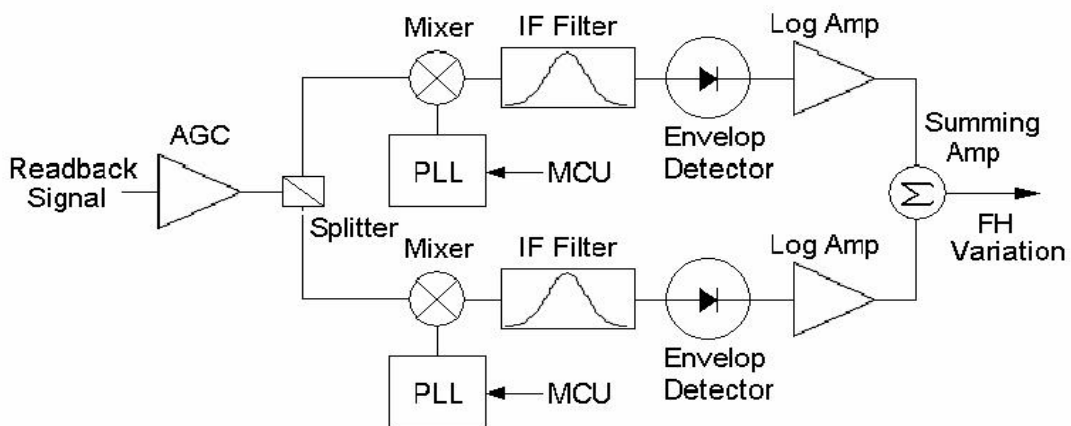 Mixer
IF Filter
Log Amp
AGC
Readback
Signal
PLL
MCU
Envelop
Detector
Summing
Amp
Splitter
Σ
FH
Variation
Mixer
IF Filter
Log Amp
PLL
MCU
Envelop
Detector